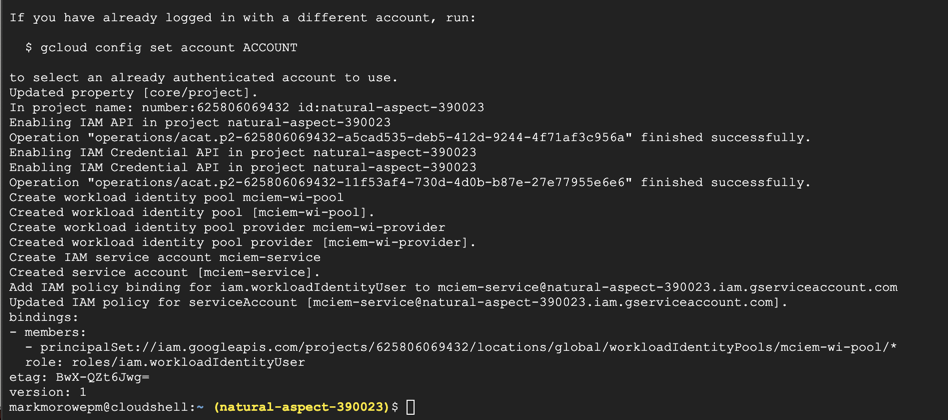 If you have already logged in with a different account, run:
$ gcloud config set account ACCOUNT
to select an already authenticated account to use.
Updated property [core/project].
In project name: number:625806069432 id:natural-aspect-390023
Enabling IAM API in project natural-aspect-390023
Operation "operations/acat.p2-625806069432-a5cad535-deb5-412d-9244-4f71af3c956a" finished successfully.
Enabling IAM Credential API in project natural-aspect-390023
Enabling IAM Credential API in project natural-aspect-390023
Operation "operations/acat.p2-625806069432-11f53af4-730d-4d0b-b87e-27e77955e6e6" finished successfully.
Create workload identity pool mciem-wi-pool
Created workload identity pool [mciem-wi-pool].
Create workload identity pool provider mciem-wi-provider
Created workload identity pool provider [mciem-wi-provider].
Create IAM service account mciem-service
Created service account [mciem-service].
Add IAM policy binding for iam.workloadIdentityUser to mciem-service@natural-aspect-390023.iam.gserviceaccount.com
Updated IAM policy for serviceAccount [mciem-service@natural-aspect-390023.iam.gserviceaccount.com].
bindings:
- members:
  - principalSet://iam.googleapis.com/projects/625806069432/locations/global/workloadIdentityPools/mciem-wi-pool/*
  role: roles/iam.workloadIdentityUser
etag: BwX-QZt6Jwg=
version: 1
markmorowepm@cloudshell:~ (natural-aspect-390023)$